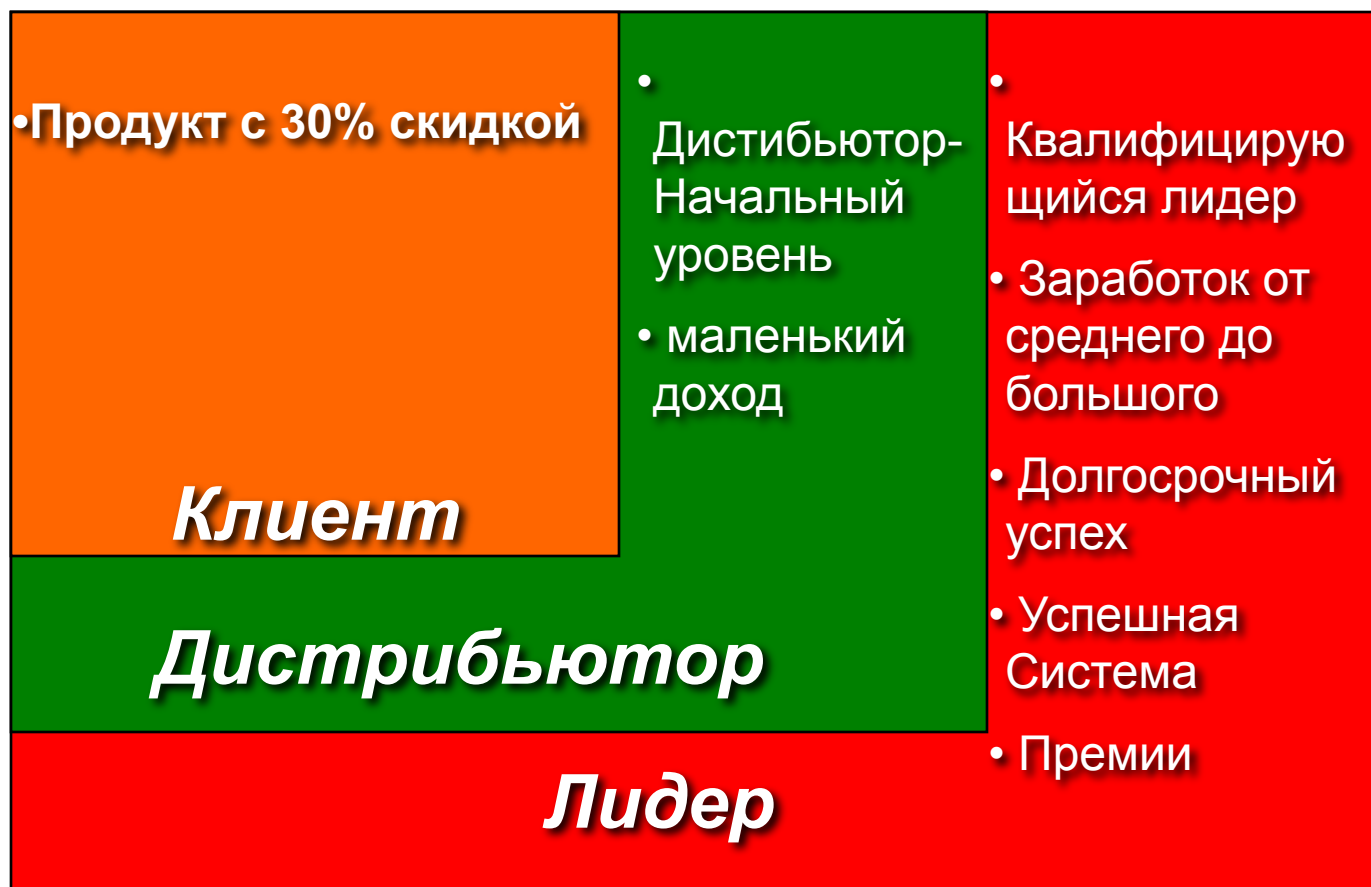 •Продукт с 30% скидкой
Клиент
•
Дистибьютор-
Начальный
уровень
• маленький
доход
Дистрибьютор
•
Квалифицирую
щийся лидер
• Заработок от
среднего до
большого
• Долгосрочный
успех
• Успешная
Система
• Премии
Лидер